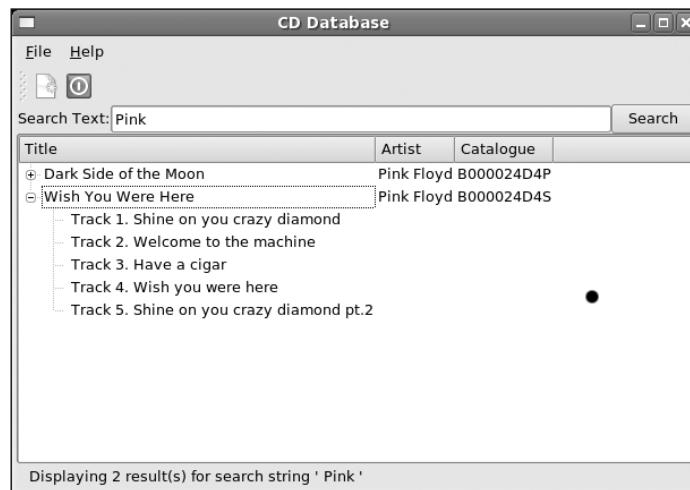 CD Database
File Help
Search Text: Pink Search
Title Artist Catalogue
Dark Side of the Moon Pink Floyd B000024D4P
Wish You Were Here Pink Floyd B000024D4S
Track 1. Shine on you crazy diamond
Track 2. Welcome to the machine
Track 3. Have a cigar
Track 4. Wish you were here
Track 5. Shine on you crazy diamond pt.2
Displaying 2 result(s) for search string ' Pink '